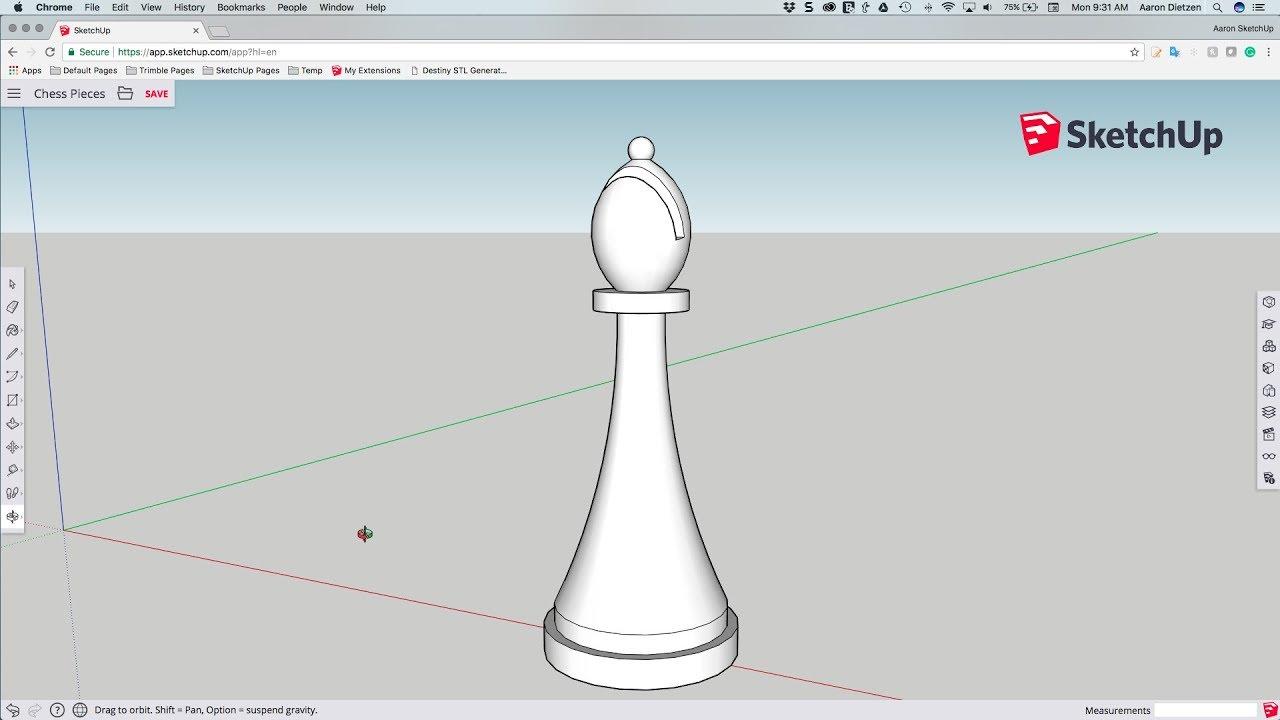 Chrome File Edit View History Bookmarks People Window Help 75% Mon 9:31 AM Aaron Dietzen
SketchUp Aaron SketchUp
Secure https://app.sketchup.com/app?hl=en
Apps Default Pages Trimble Pages SketchUp Pages Temp My Extensions Destiny STL Generat...
Chess Pieces SAVE
SketchUp
Drag to orbit. Shift = Pan, Option = suspend gravity. Measurements